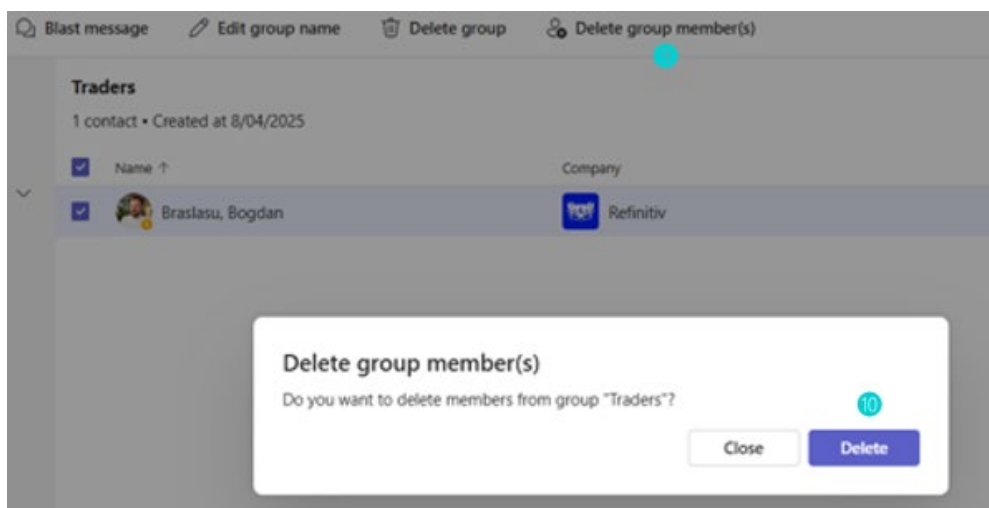 Blast message Edit group name Delete group Delete group member(s)
Traders
1 contact • Created at 8/04/2025
Name ↑ Company
Braslasu, Bogdan Refinitiv
Delete group member(s)
Do you want to delete members from group "Traders"?
10
Close Delete